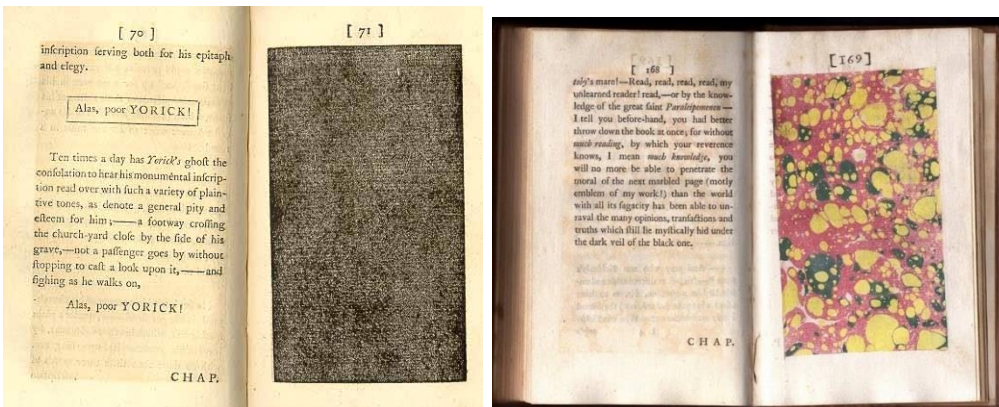 [ 70 ]
inſcription ſerving both for his epitaph
and elegy.
Alas, poor YORICK!
Ten times a day has Yorick's ghoſt the
conſolation to hear his monumental inſcrip-
tion read over with ſuch a variety of plain-
tive tones, as denote a general pity and
eſteem for him;——a footway croſſing
the church-yard cloſe by the ſide of his
grave,—not a paſſenger goes by without
ſtopping to caſt a look upon it,——and
ſighing as he walks on,
Alas, poor YORICK!
CHAP.
[ 71 ]
[ 168 ]
toby's mare!—Read, read, read, read, my
unlearned reader! read,—or by the know-
ledge of the great ſaint Paraleipomenon—
I tell you before-hand, you had better
throw down the book at once; for without
much reading, by which your reverence
knows, I mean much knowledge, you
will no more be able to penetrate the
moral of the next marbled page (motly
emblem of my work!) than the world
with all its ſagacity has been able to un-
raval the many opinions, tranſactions and
truths which ſtill lie myſtically hid under
the dark veil of the black one.
CHAP.
[169]